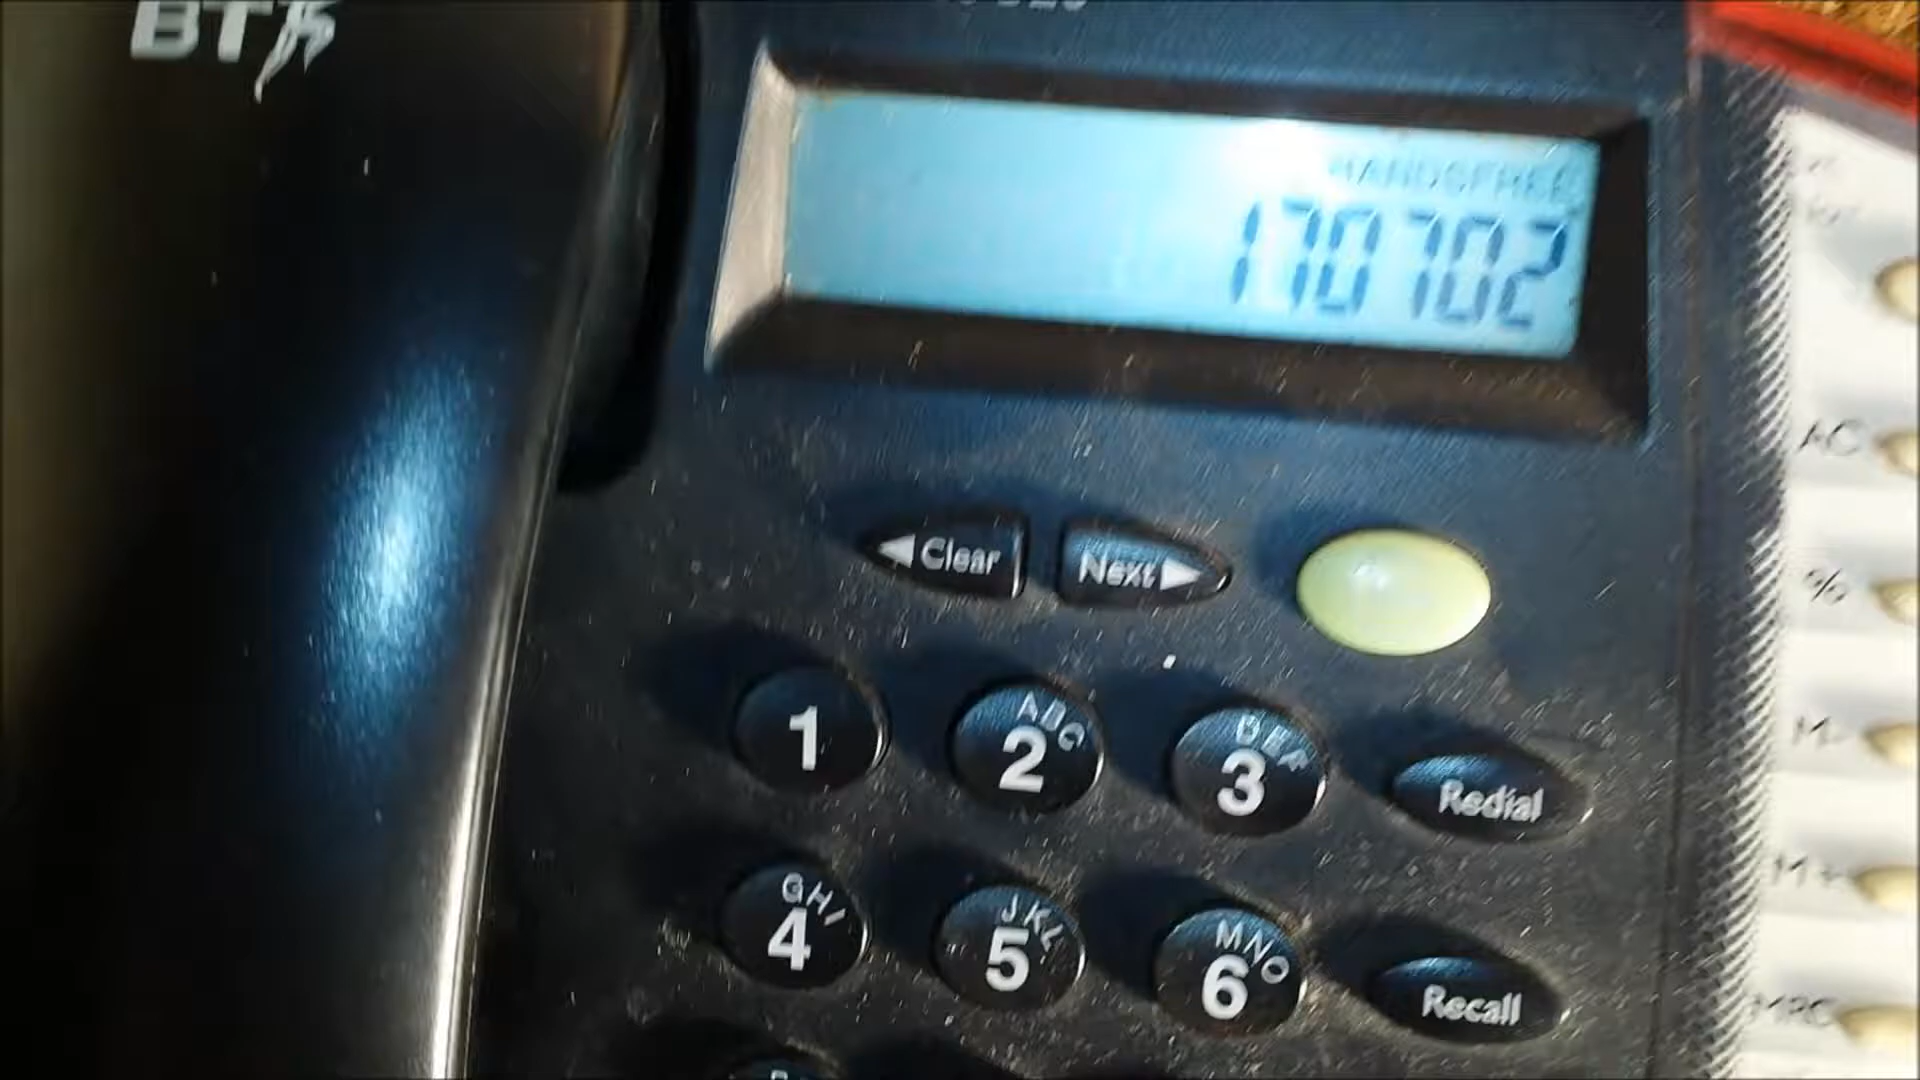 BT
HANDSFREE
170702
Clear Next
1 ABC 2 DEF 3 Redial
GHI 4 JKL 5 MNO 6 Recall
AC
%
M-
M+
MRC